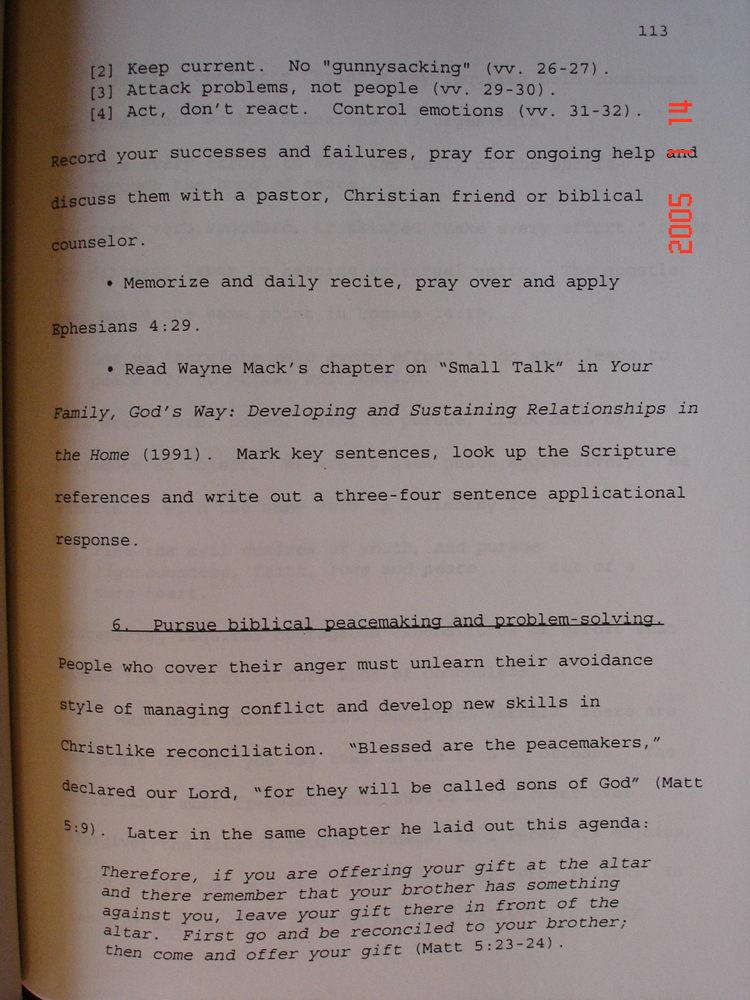 113
[2] Keep current.  No "gunnysacking" (vv. 26-27).
[3] Attack problems, not people (vv. 29-30).
[4] Act, don't react.  Control emotions (vv. 31-32).
Record your successes and failures, pray for ongoing help and
discuss them with a pastor, Christian friend or biblical
counselor.
• Memorize and daily recite, pray over and apply
Ephesians 4:29.
• Read Wayne Mack's chapter on “Small Talk” in Your
Family, God's Way: Developing and Sustaining Relationships in
the Home (1991).  Mark key sentences, look up the Scripture
references and write out a three-four sentence applicational
response.
6.  Pursue biblical peacemaking and problem-solving.
People who cover their anger must unlearn their avoidance
style of managing conflict and develop new skills in
Christlike reconciliation.  “Blessed are the peacemakers,”
declared our Lord, “for they will be called sons of God” (Matt
5:9).  Later in the same chapter he laid out this agenda:
Therefore, if you are offering your gift at the altar
and there remember that your brother has something
against you, leave your gift there in front of the
altar.  First go and be reconciled to your brother;
then come and offer your gift (Matt 5:23-24).
2005 1 14